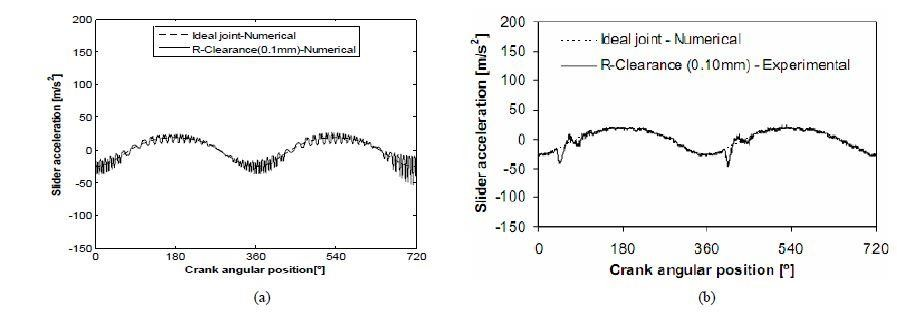 200
150
100
50
0
-50
-100
-150
0
180
360
540
720
Slider acceleration [m/s²]
Crank angular position[°]
Ideal joint-Numerical
R-Clearance(0.1mm)-Numerical
(a)
200
150
100
50
0
-50
-100
-150
0
180
360
540
720
Slider acceleration [m/s²]
Crank angular position [º]
Ideal joint - Numerical
R-Clearance (0.10mm) - Experimental
(b)